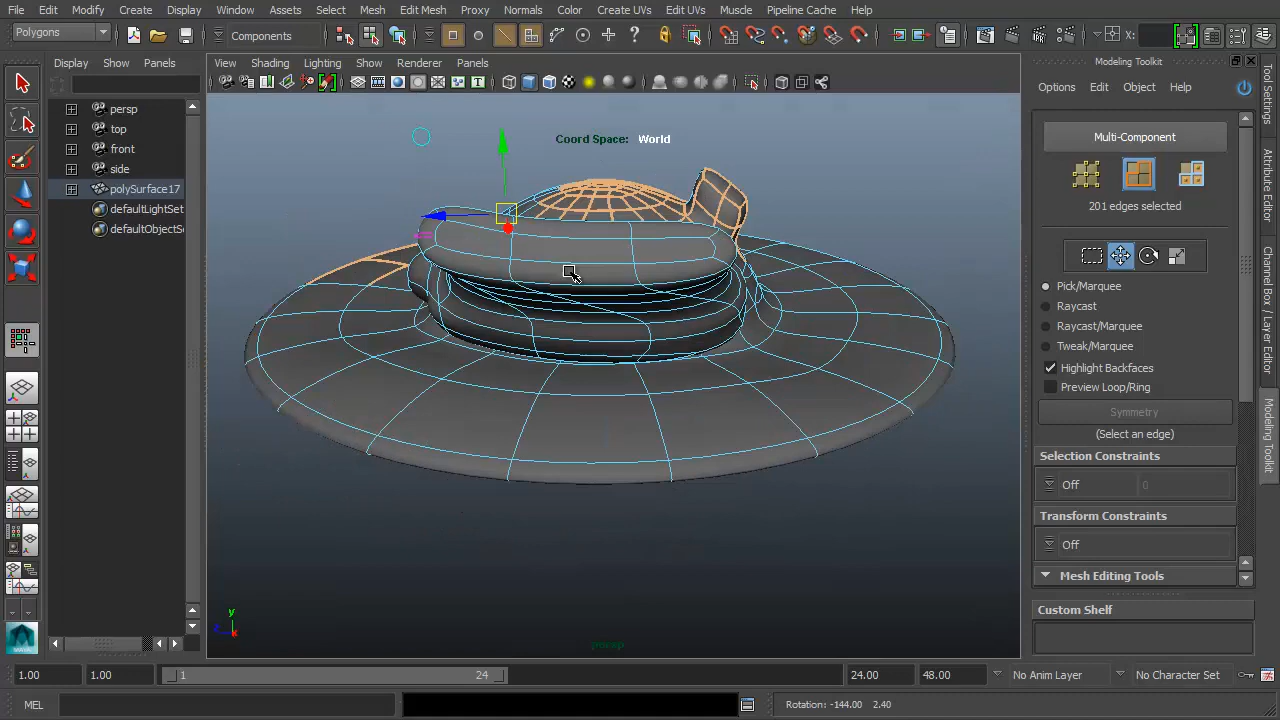 File Edit Modify Create Display Window Assets Select Mesh Edit Mesh Proxy Normals Color Create UVs Edit UVs Muscle Pipeline Cache Help
Polygons Components X:
Display Show Panels View Shading Lighting Show Renderer Panels Modeling Toolkit
Options Edit Object Help
persp
top
front
side
polySurface17
defaultLightSet
defaultObjectS
Coord Space: World
Multi-Component
201 edges selected
Pick/Marquee
Raycast
Raycast/Marquee
Tweak/Marquee
Highlight Backfaces
Preview Loop/Ring
Symmetry
(Select an edge)
Selection Constraints
Off 0
Transform Constraints
Off
Mesh Editing Tools
Custom Shelf
Tool Settings
Attribute Editor
Channel Box / Layer Editor
Modeling Toolkit
y
z x
persp
1.00 1.00 1 24 24.00 48.00 No Anim Layer No Character Set
MEL Rotation: -144.00 2.40